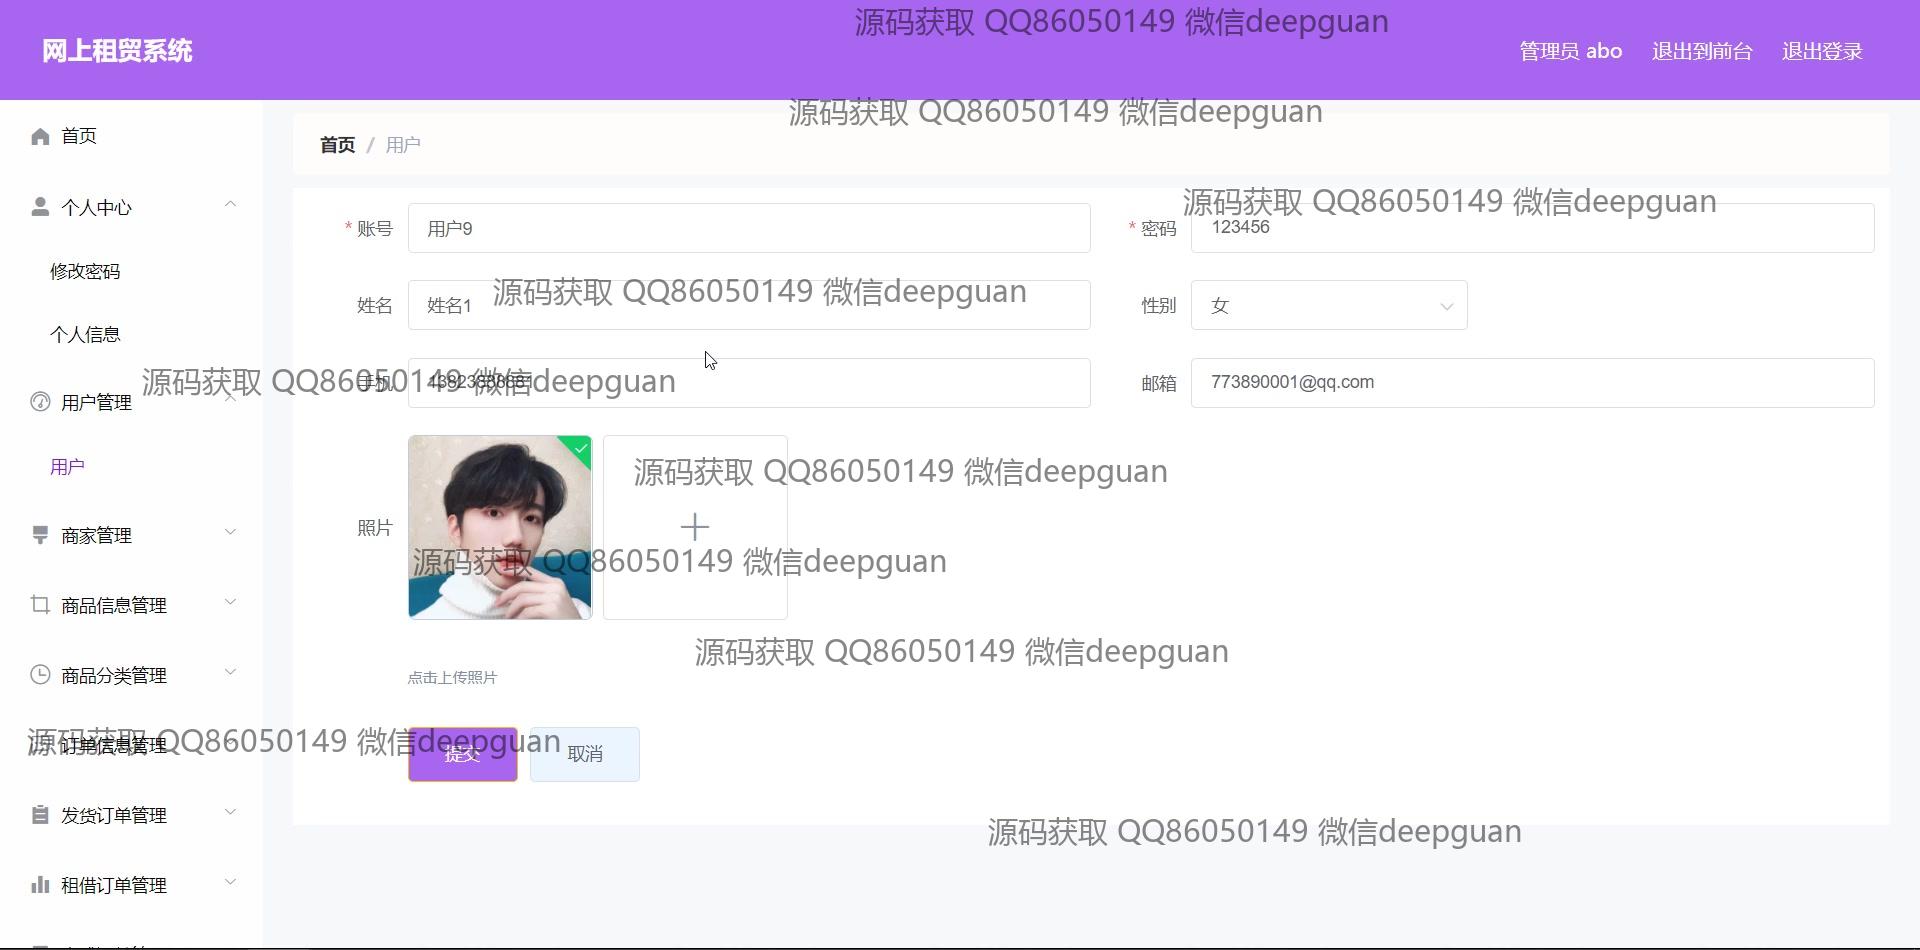 源码获取 QQ86050149 微信deepguan
网上租贸系统
管理员 abo
退出到前台
退出登录
源码获取 QQ86050149 微信deepguan
首页
首页 / 用户
个人中心
源码获取 QQ86050149 微信deepguan
* 账号
用户9
* 密码
123456
修改密码
源码获取 QQ86050149 微信deepguan
姓名
姓名1
性别
女
个人信息
源码获取 QQ86050149 微信deepguan
手机
邮箱
773890001@qq.com
用户管理
用户
源码获取 QQ86050149 微信deepguan
照片
商家管理
源码获取 QQ86050149 微信deepguan
商品信息管理
源码获取 QQ86050149 微信deepguan
商品分类管理
点击上传照片
源码获取 QQ86050149 微信deepguan
订单信息管理
提交
取消
发货订单管理
源码获取 QQ86050149 微信deepguan
租借订单管理